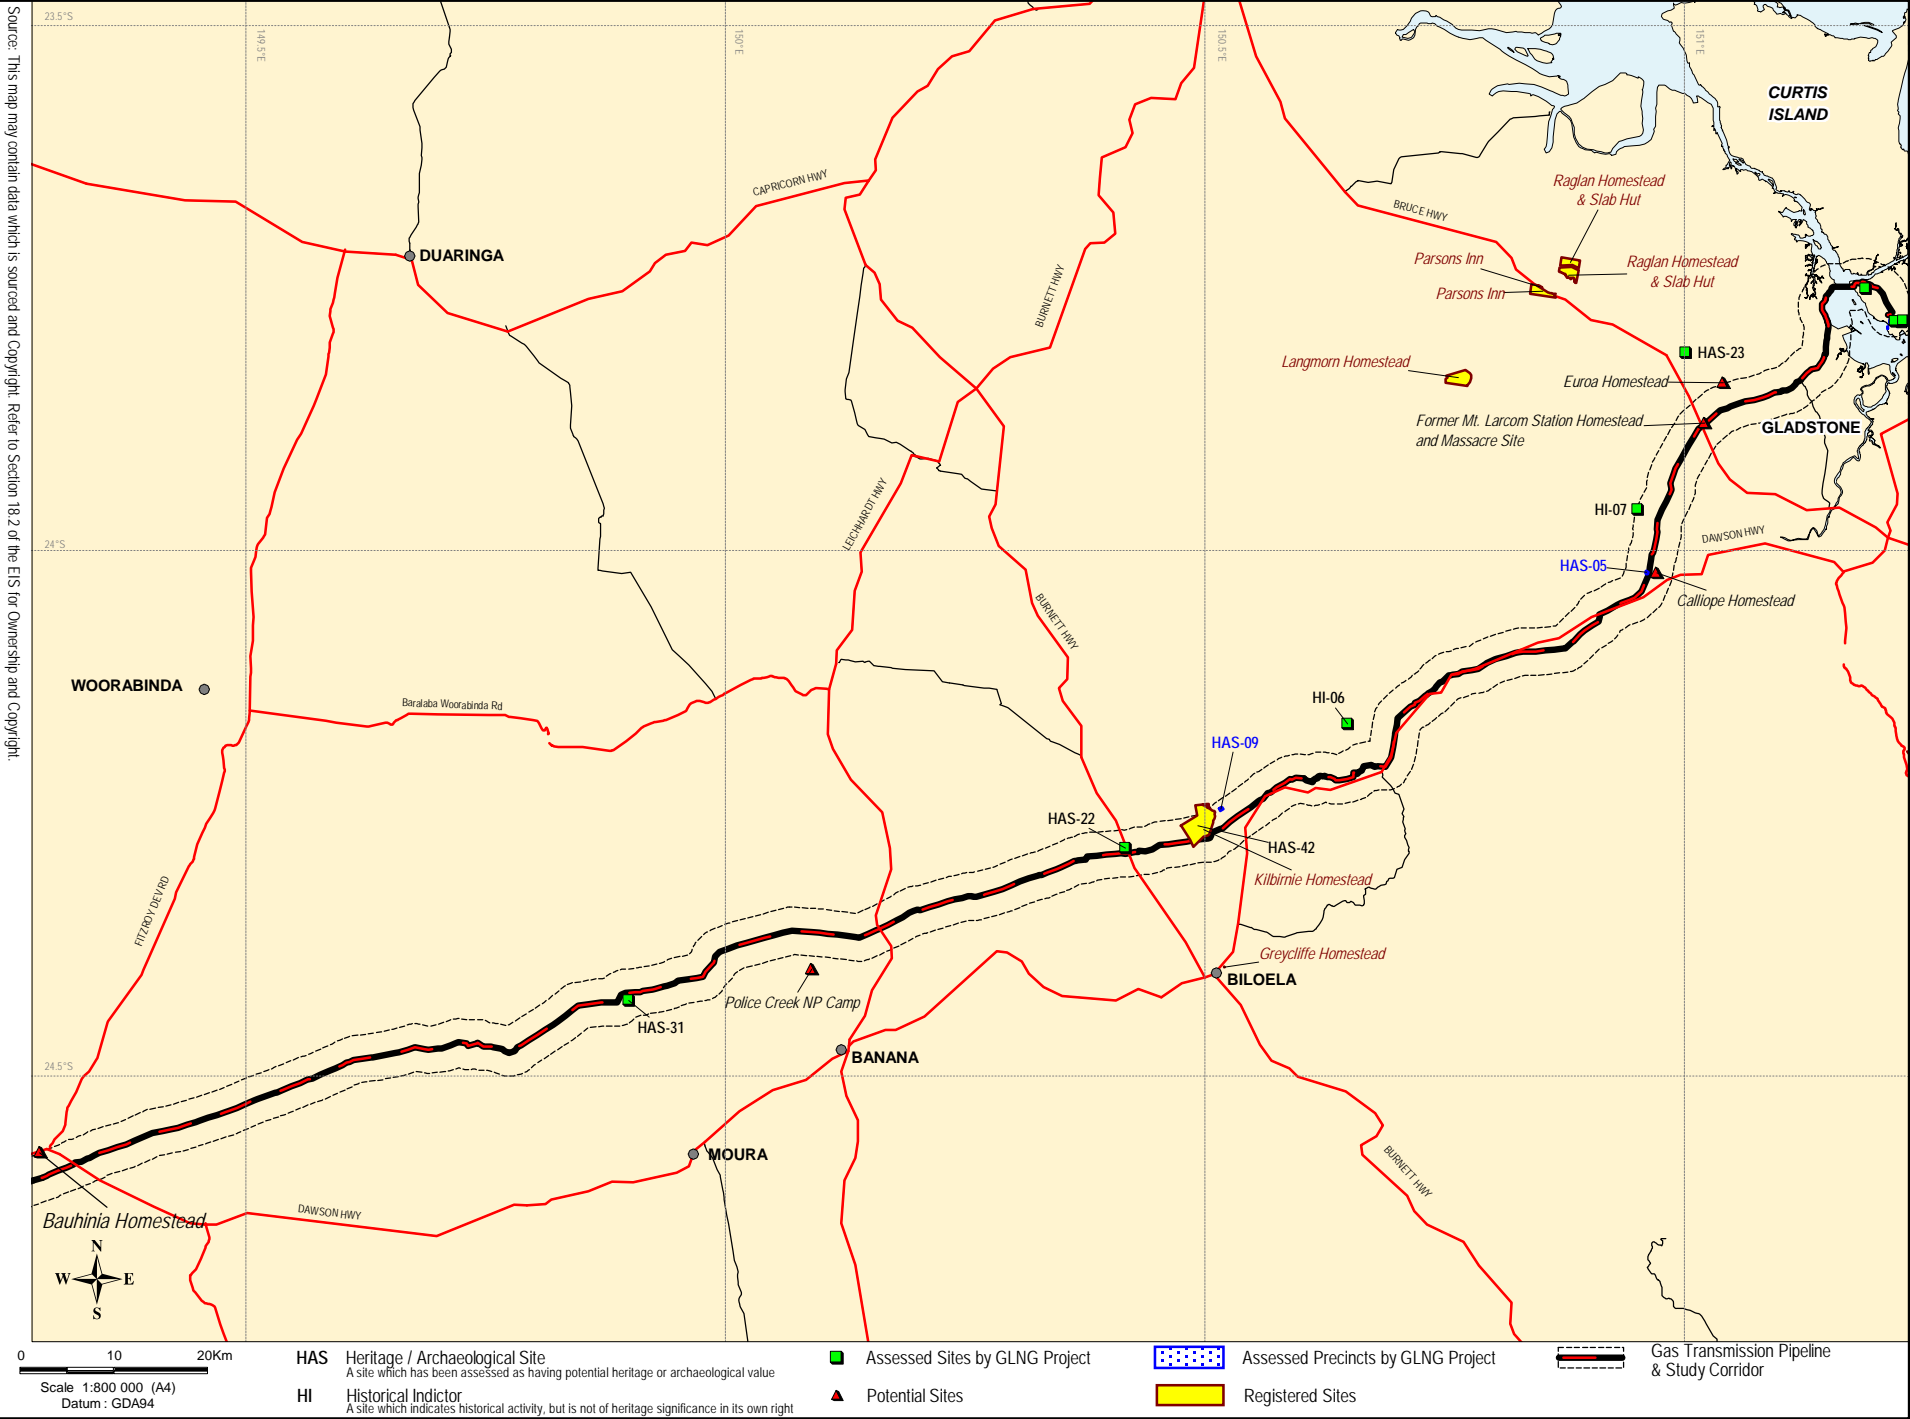 Source: This map may contain data which is sourced and Copyright. Refer to Section 18.2 of the EIS for Ownership and Copyright.
23.5°S
149.5°E
150°E
150.5°E
151°E
CURTIS
ISLAND
CAPRICORN HWY
Raglan Homestead
& Slab Hut
BRUCE HWY
DUARINGA
Parsons Inn
Raglan Homestead
& Slab Hut
Parsons Inn
BURNETT HWY
HAS-23
Langmorn Homestead
Euroa Homestead
Former Mt. Larcom Station Homestead
and Massacre Site
GLADSTONE
LEICHHARDT HWY
HI-07
DAWSON HWY
24°S
HAS-05
Calliope Homestead
BURNETT HWY
WOORABINDA
Baralaba Woorabinda Rd
HI-06
HAS-09
HAS-22
HAS-42
Kilbirnie Homestead
FITZROY DEV RD
Greycliffe Homestead
BILOELA
Police Creek NP Camp
HAS-31
BANANA
24.5°S
MOURA
BURNETT HWY
Bauhinia Homestead
DAWSON HWY
N
W E
S
0 10 20Km
Scale 1:800 000 (A4)
Datum : GDA94
HAS Heritage / Archaeological Site
A site which has been assessed as having potential heritage or archaeological value
HI Historical Indictor
A site which indicates historical activity, but is not of heritage significance in its own right
Assessed Sites by GLNG Project
Potential Sites
Assessed Precincts by GLNG Project
Registered Sites
Gas Transmission Pipeline
& Study Corridor